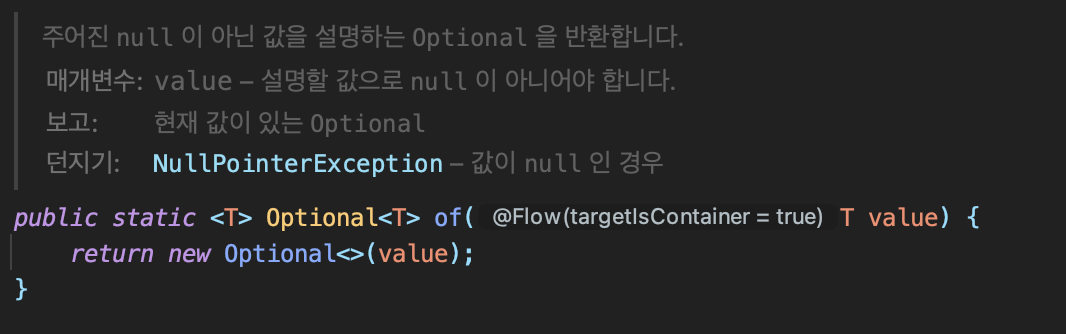 주어진 null 이 아닌 값을 설명하는 Optional 을 반환합니다.
매개변수: value – 설명할 값으로 null 이 아니어야 합니다.
보고: 현재 값이 있는 Optional
던지기: NullPointerException – 값이 null 인 경우
public static <T> Optional<T> of( @Flow(targetIsContainer = true) T value) {
return new Optional<>(value);
}